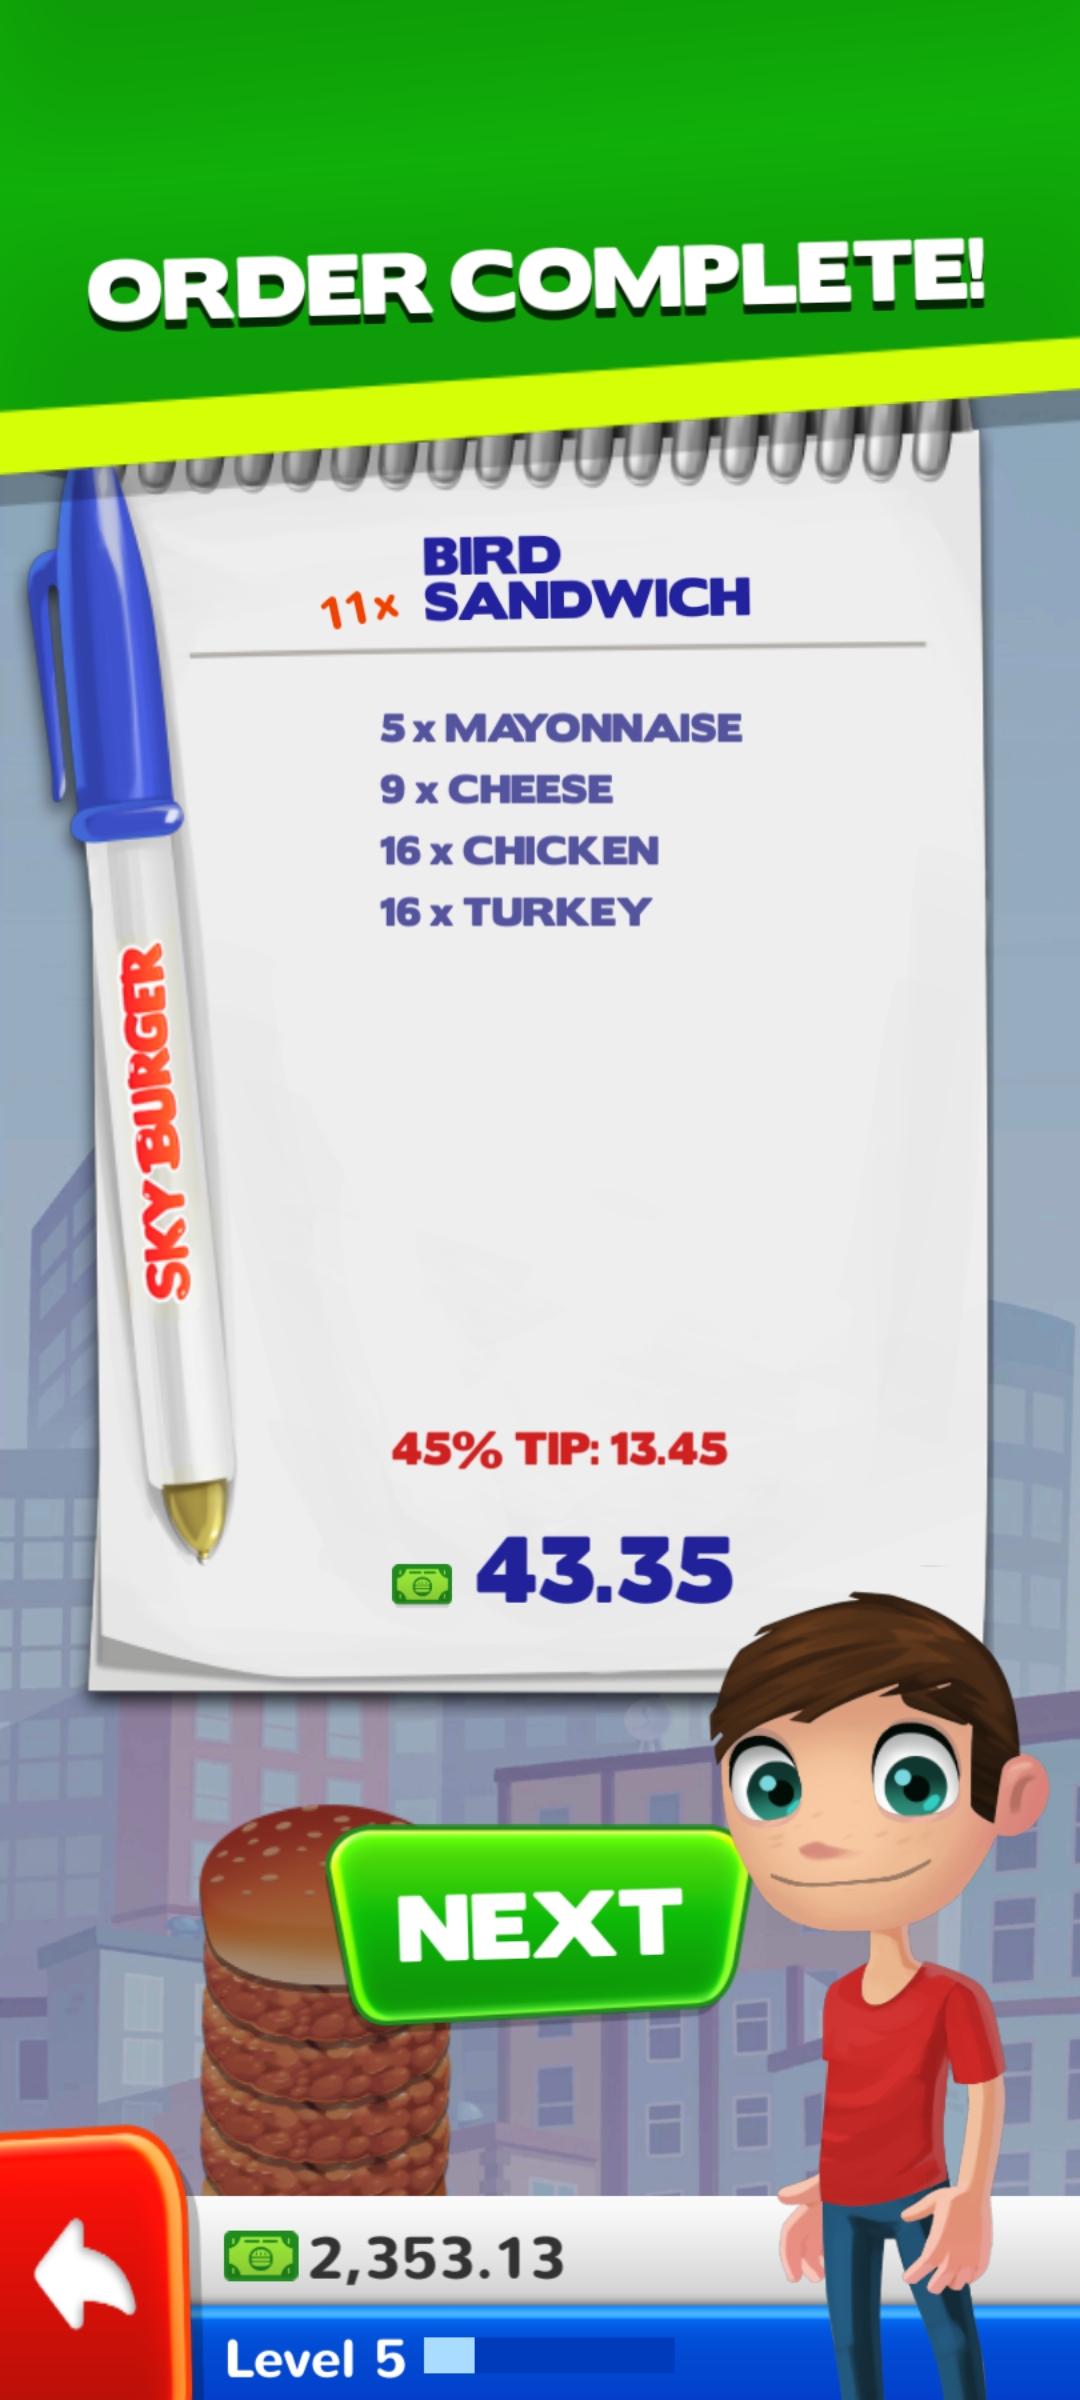 ORDER COMPLETE!
BIRD
11x SANDWICH
5 x MAYONNAISE
9 x CHEESE
16 x CHICKEN
16 x TURKEY
SKY BURGER
45% TIP: 13.45
43.35
NEXT
2,353.13
Level 5